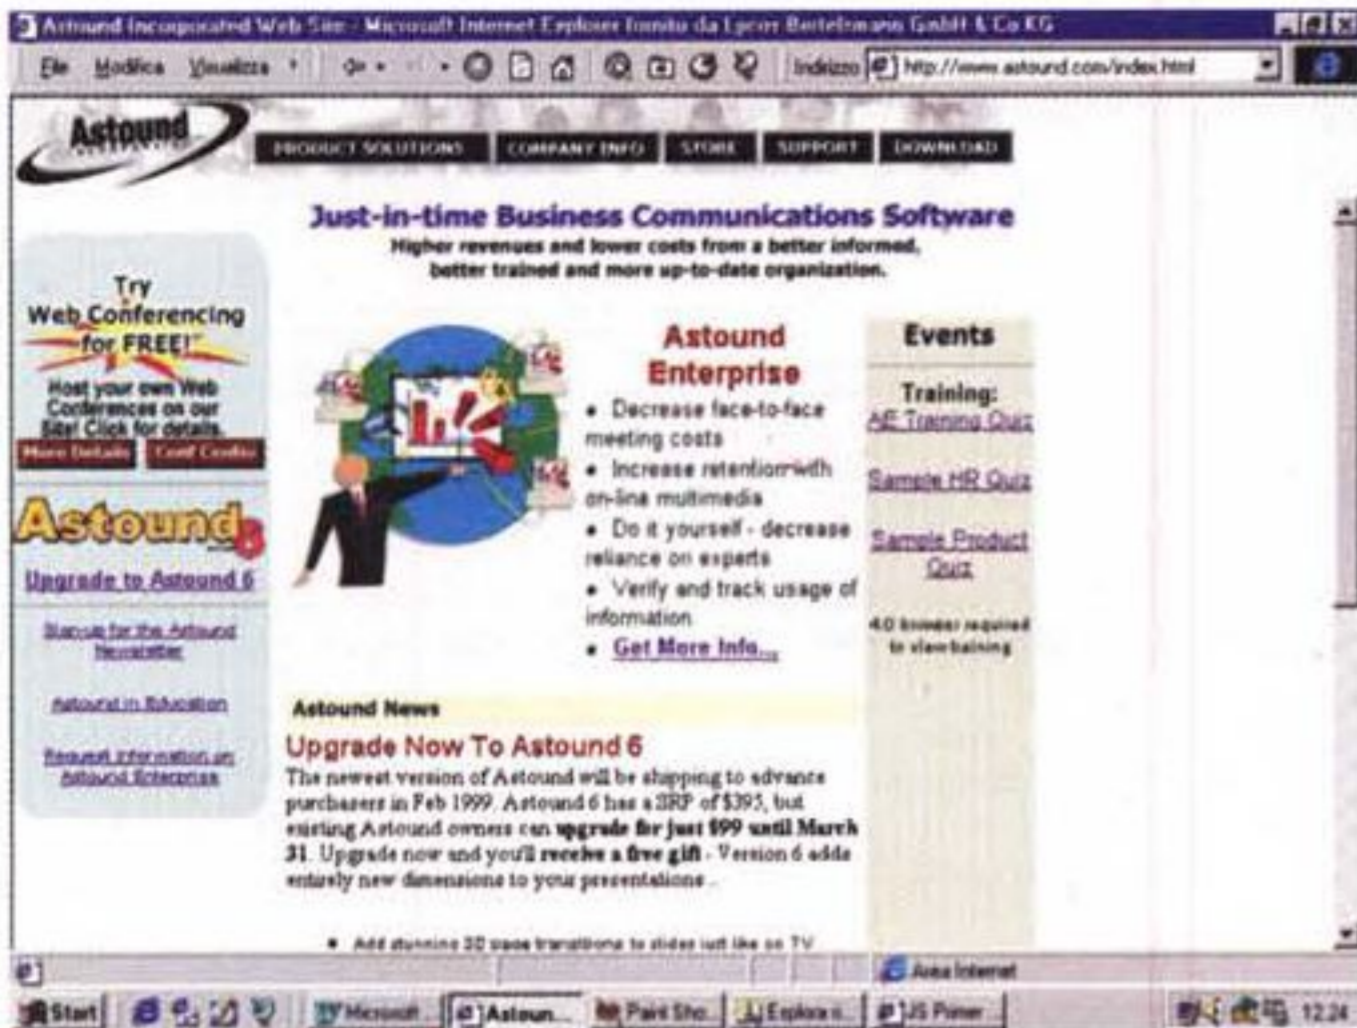 Astound Incorporated Web Site - Microsoft Internet Explorer fornito da Lycos Bertelsmann GmbH & Co KG
File Modifica Visualizza Indirizzo http://www.astound.com/index.html
Astound
PRODUCT SOLUTIONS COMPANY INFO STORE SUPPORT DOWNLOAD
Just-in-time Business Communications Software
Higher revenues and lower costs from a better informed,
better trained and more up-to-date organization.
Try
Web Conferencing
for FREE!
Host your own Web
Conferences on our
Site! Click for details.
More Details Conf Center
Astound
Upgrade to Astound 6
Sign-up for the Astound
Newsletter
Astound in Education
Request Information on
Astound Enterprise
Astound
Enterprise
• Decrease face-to-face
meeting costs
• Increase retention with
on-line multimedia
• Do it yourself - decrease
reliance on experts
• Verify and track usage of
information
• Get More Info...
Events
Training:
AE Training Quiz
Sample HR Quiz
Sample Product
Quiz
4.0 browser required
to view training
Astound News
Upgrade Now To Astound 6
The newest version of Astound will be shipping to advance
purchasers in Feb 1999. Astound 6 has a SRP of $395, but
existing Astound owners can upgrade for just $99 until March
31. Upgrade now and you'll receive a free gift - Version 6 adds
entirely new dimensions to your presentations...
• Add stunning 3D page transitions to slides just like on TV
Area Internet
Start Microsoft... Astoun... Paint Sho... Esplora ri... JS Primer 12.24